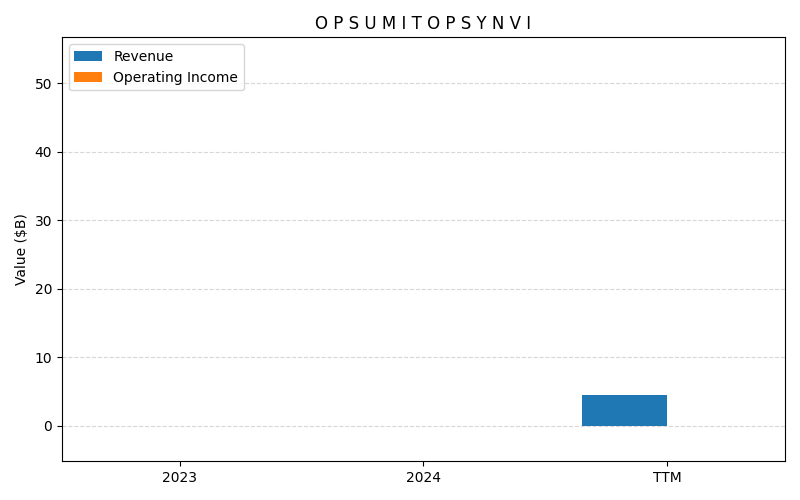 O P S U M I T O P S Y N V I
Revenue
Operating Income
Value ($B)
50
40
30
20
10
0
2023 2024 TTM